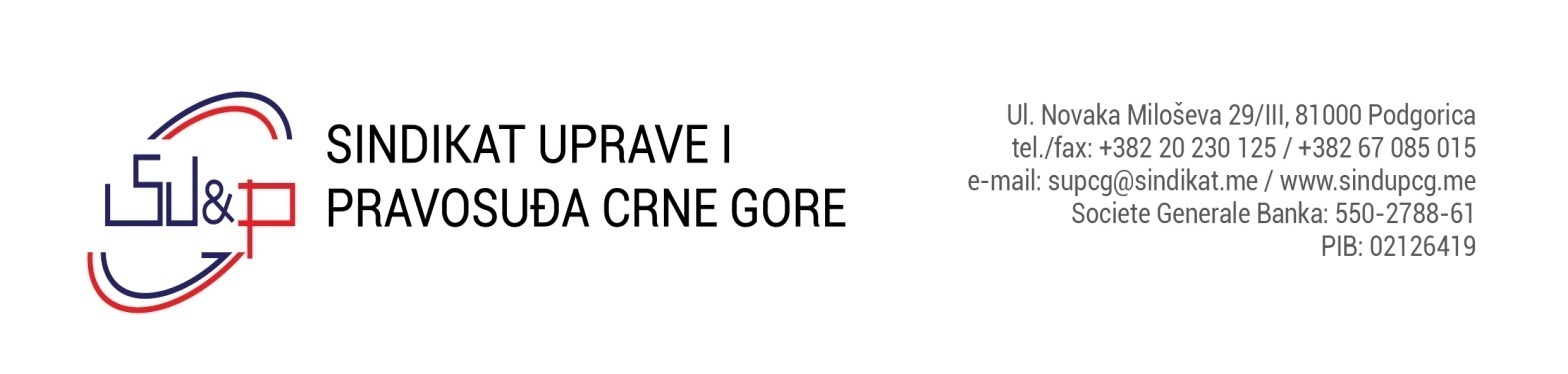 SU&P
SINDIKAT UPRAVE I
PRAVOSUĐA CRNE GORE
Ul. Novaka Miloševa 29/III, 81000 Podgorica
tel./fax: +382 20 230 125 / +382 67 085 015
e-mail: supcg@sindikat.me / www.sindupcg.me
Societe Generale Banka: 550-2788-61
PIB: 02126419